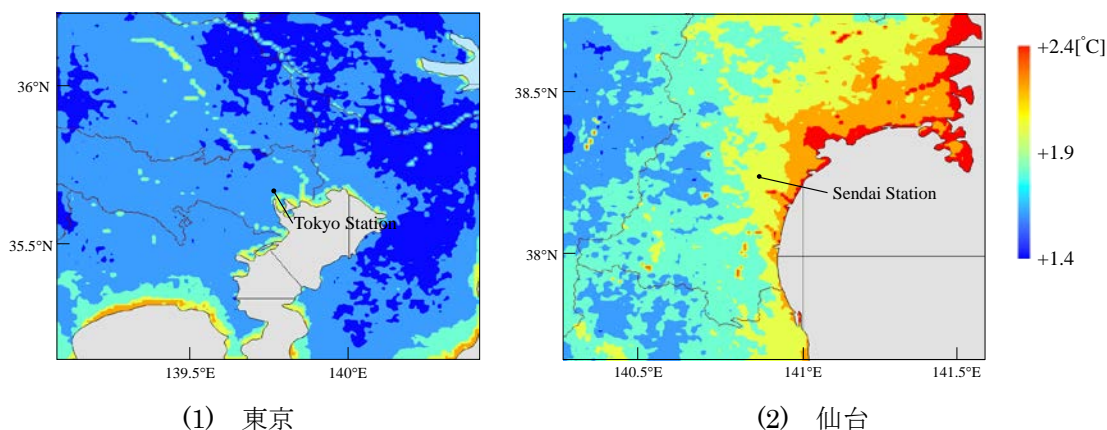 36°N
35.5°N
139.5°E
140°E
Tokyo Station
(1) 東京
38.5°N
38°N
140.5°E
141°E
141.5°E
Sendai Station
(2) 仙台
+2.4[℃]
+1.9
+1.4